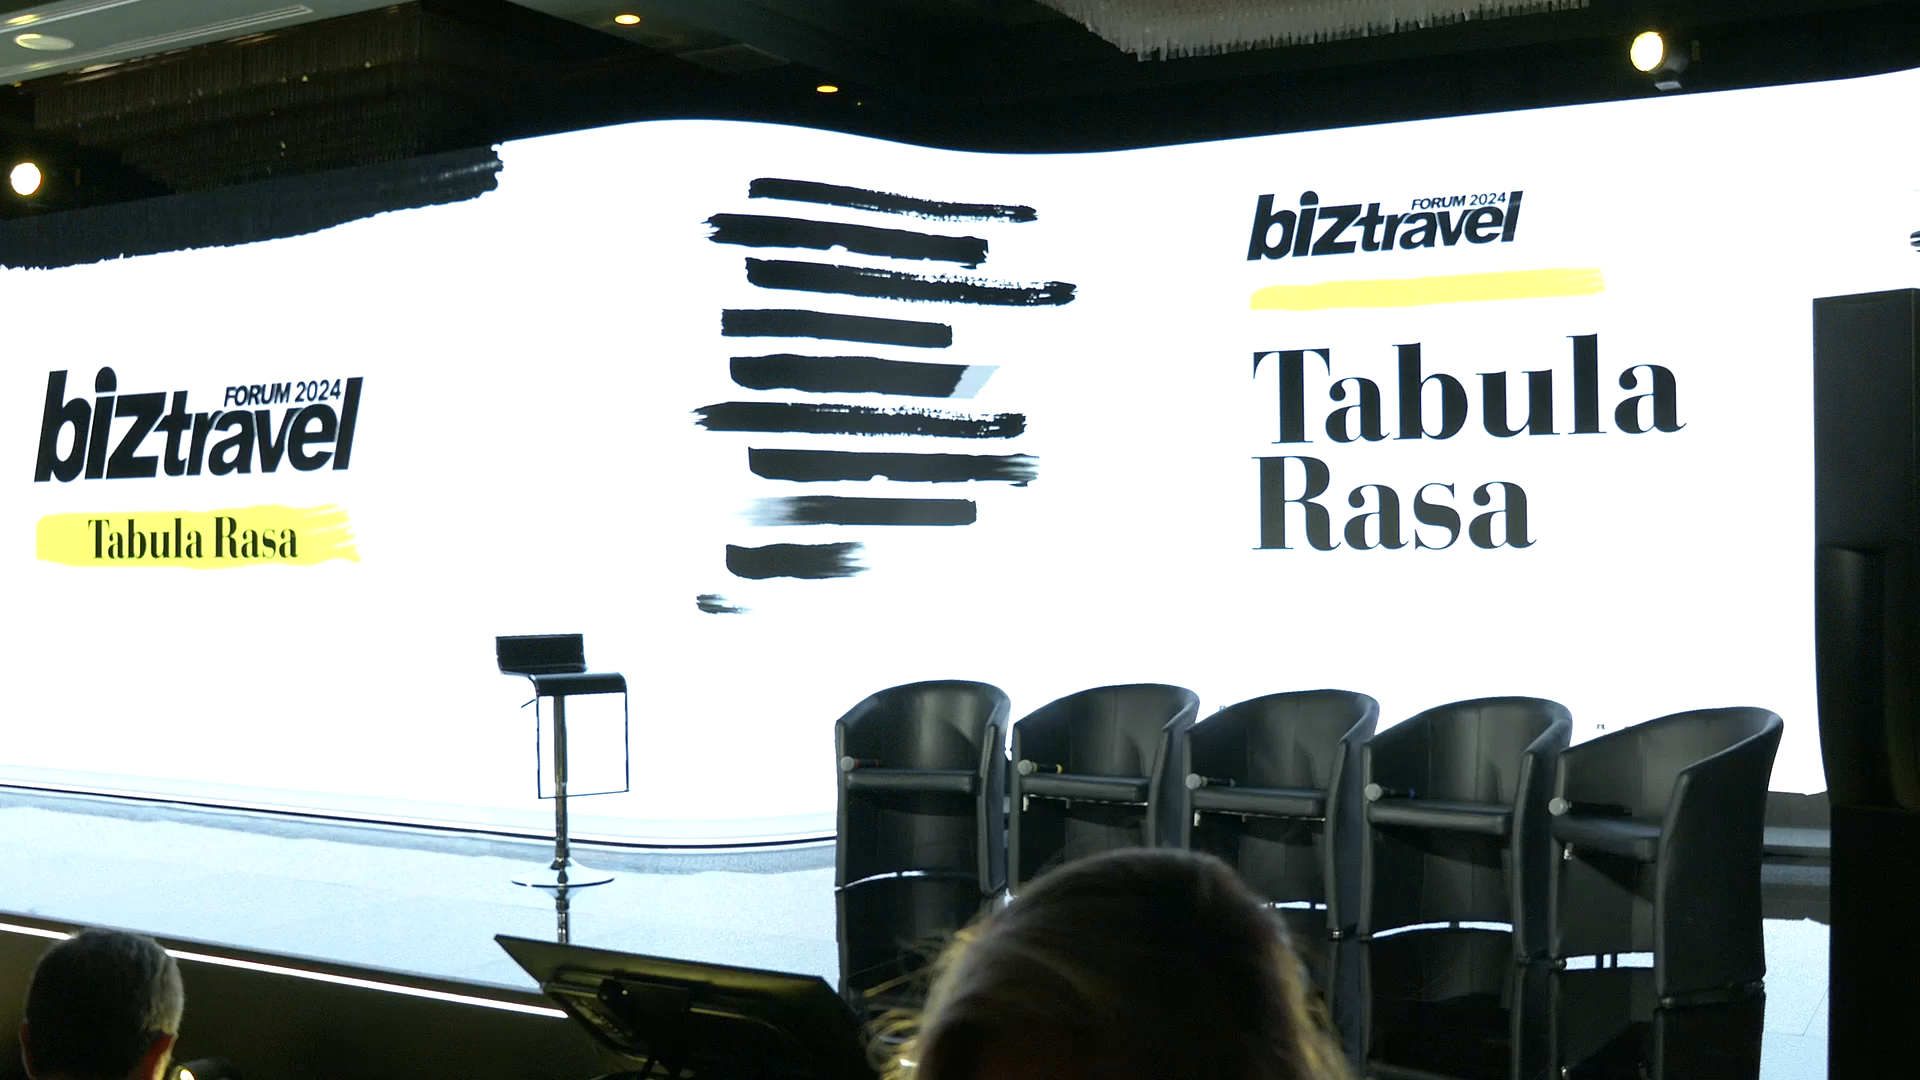 FORUM 2024
biztravel
Tabula Rasa
FORUM 2024
biztravel
Tabula
Rasa